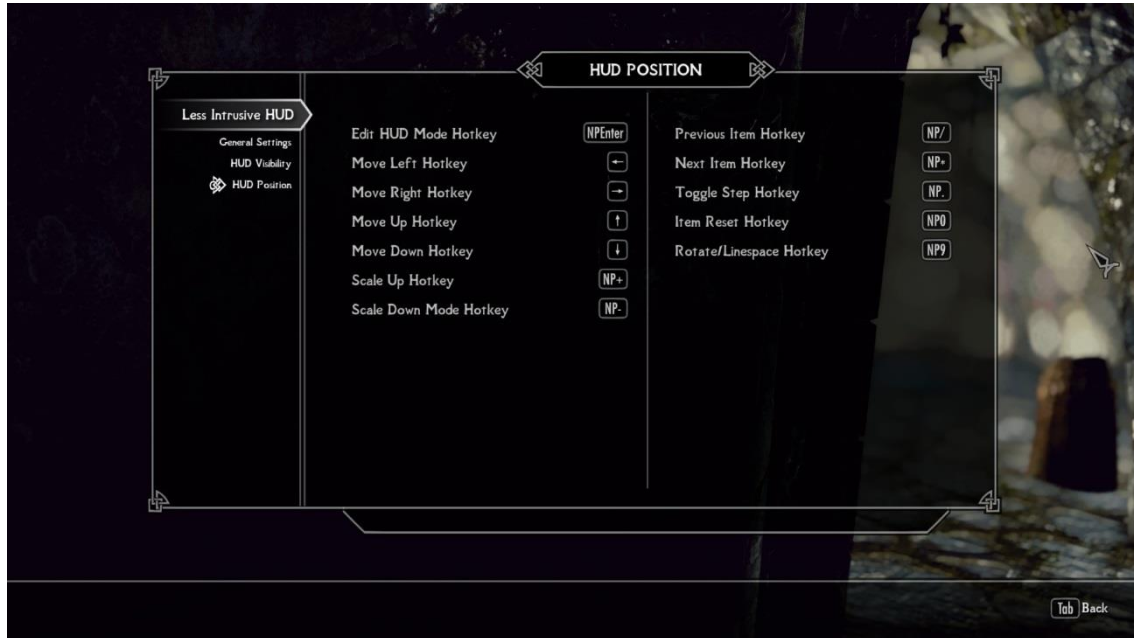 HUD POSITION
Less Intrusive HUD
General Settings
HUD Visibility
HUD Position
Edit HUD Mode Hotkey NPEnter
Move Left Hotkey ←
Move Right Hotkey →
Move Up Hotkey ↑
Move Down Hotkey ↓
Scale Up Hotkey NP+
Scale Down Mode Hotkey NP-
Previous Item Hotkey NP/
Next Item Hotkey NP*
Toggle Step Hotkey NP.
Item Reset Hotkey NP0
Rotate/Linespace Hotkey NP9
Tab Back